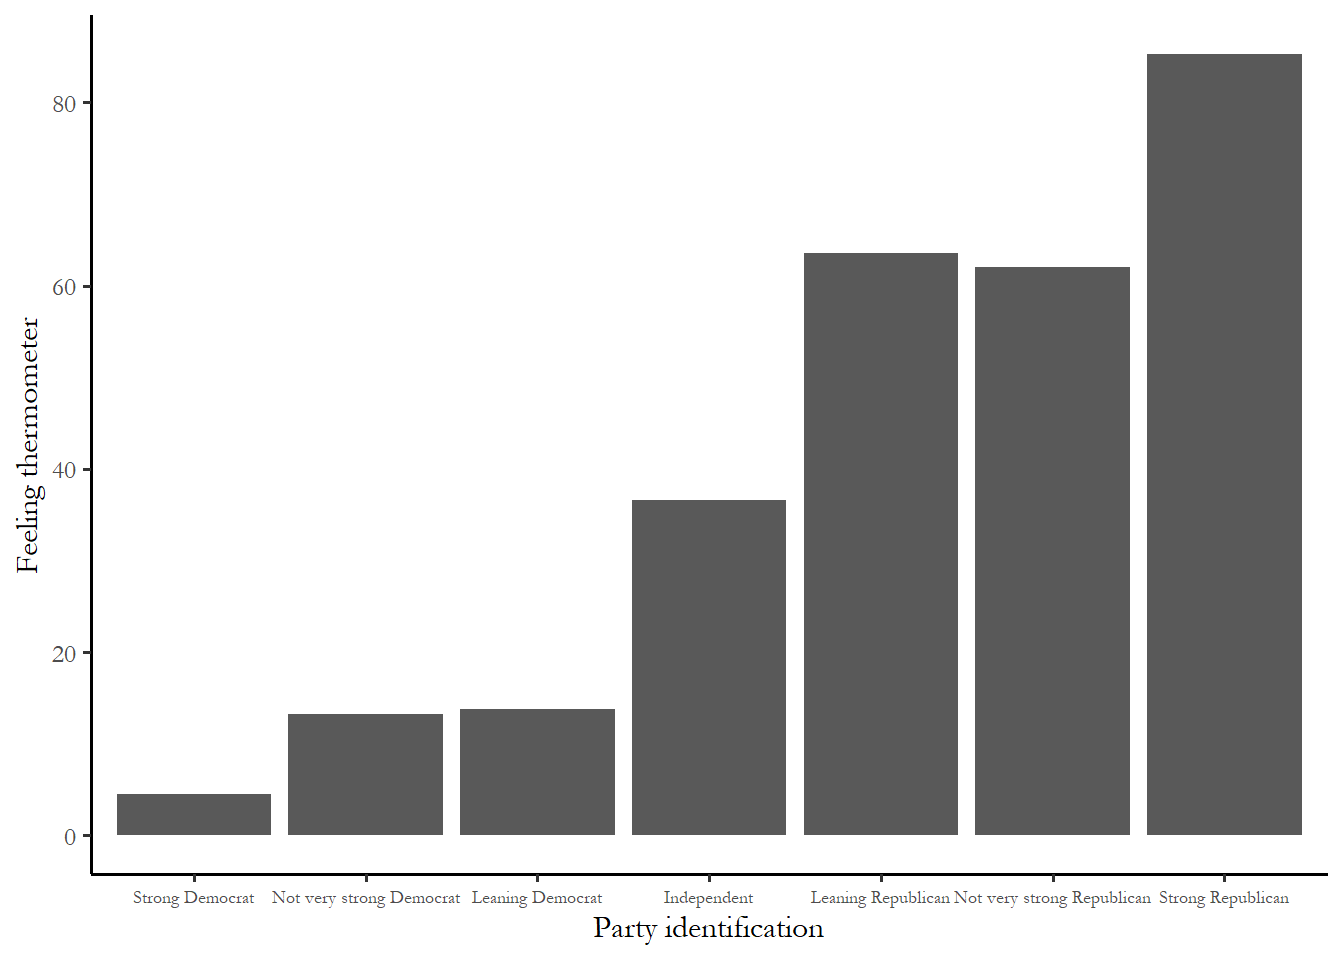 80
60
40
20
0
Feeling thermometer
Strong Democrat Not very strong Democrat Leaning Democrat Independent Leaning Republican Not very strong Republican Strong Republican
Party identification